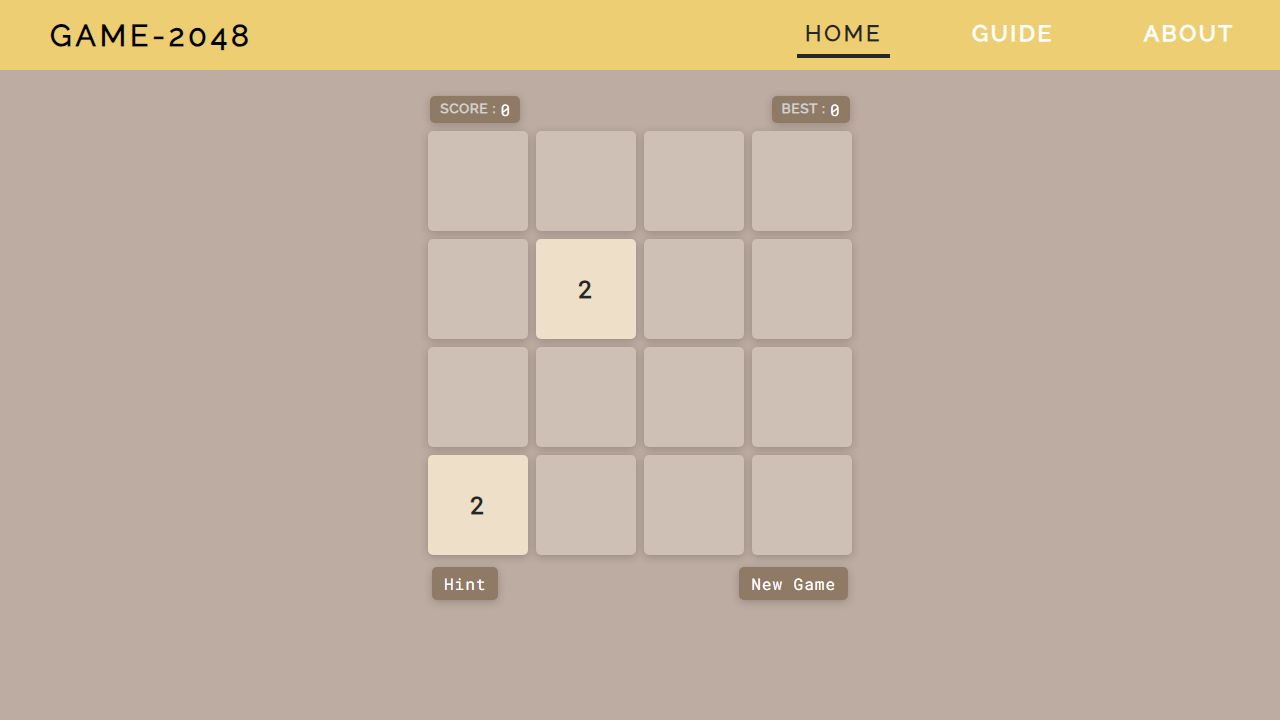 GAME-2048
HOME GUIDE ABOUT
SCORE : 0
BEST : 0
2
2
Hint
New Game